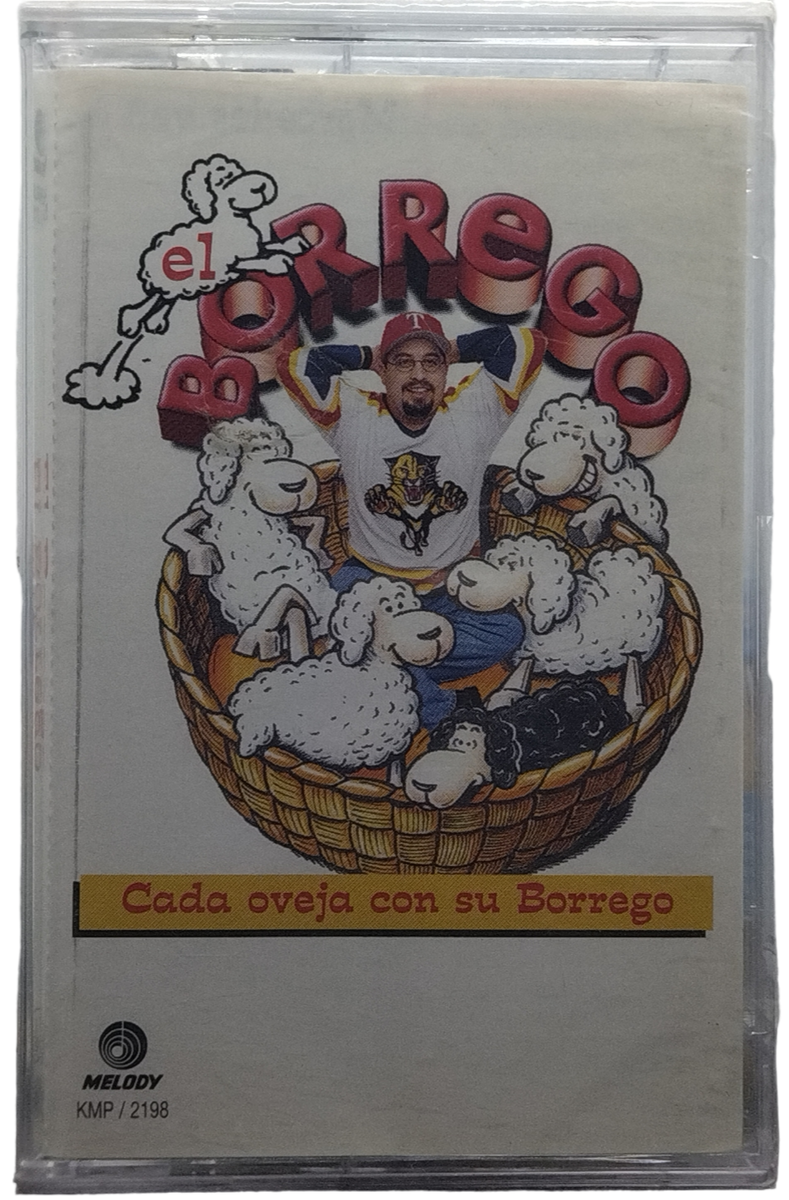 el
BORReGO
T
Cada oveja con su Borrego
MELODY
KMP / 2198